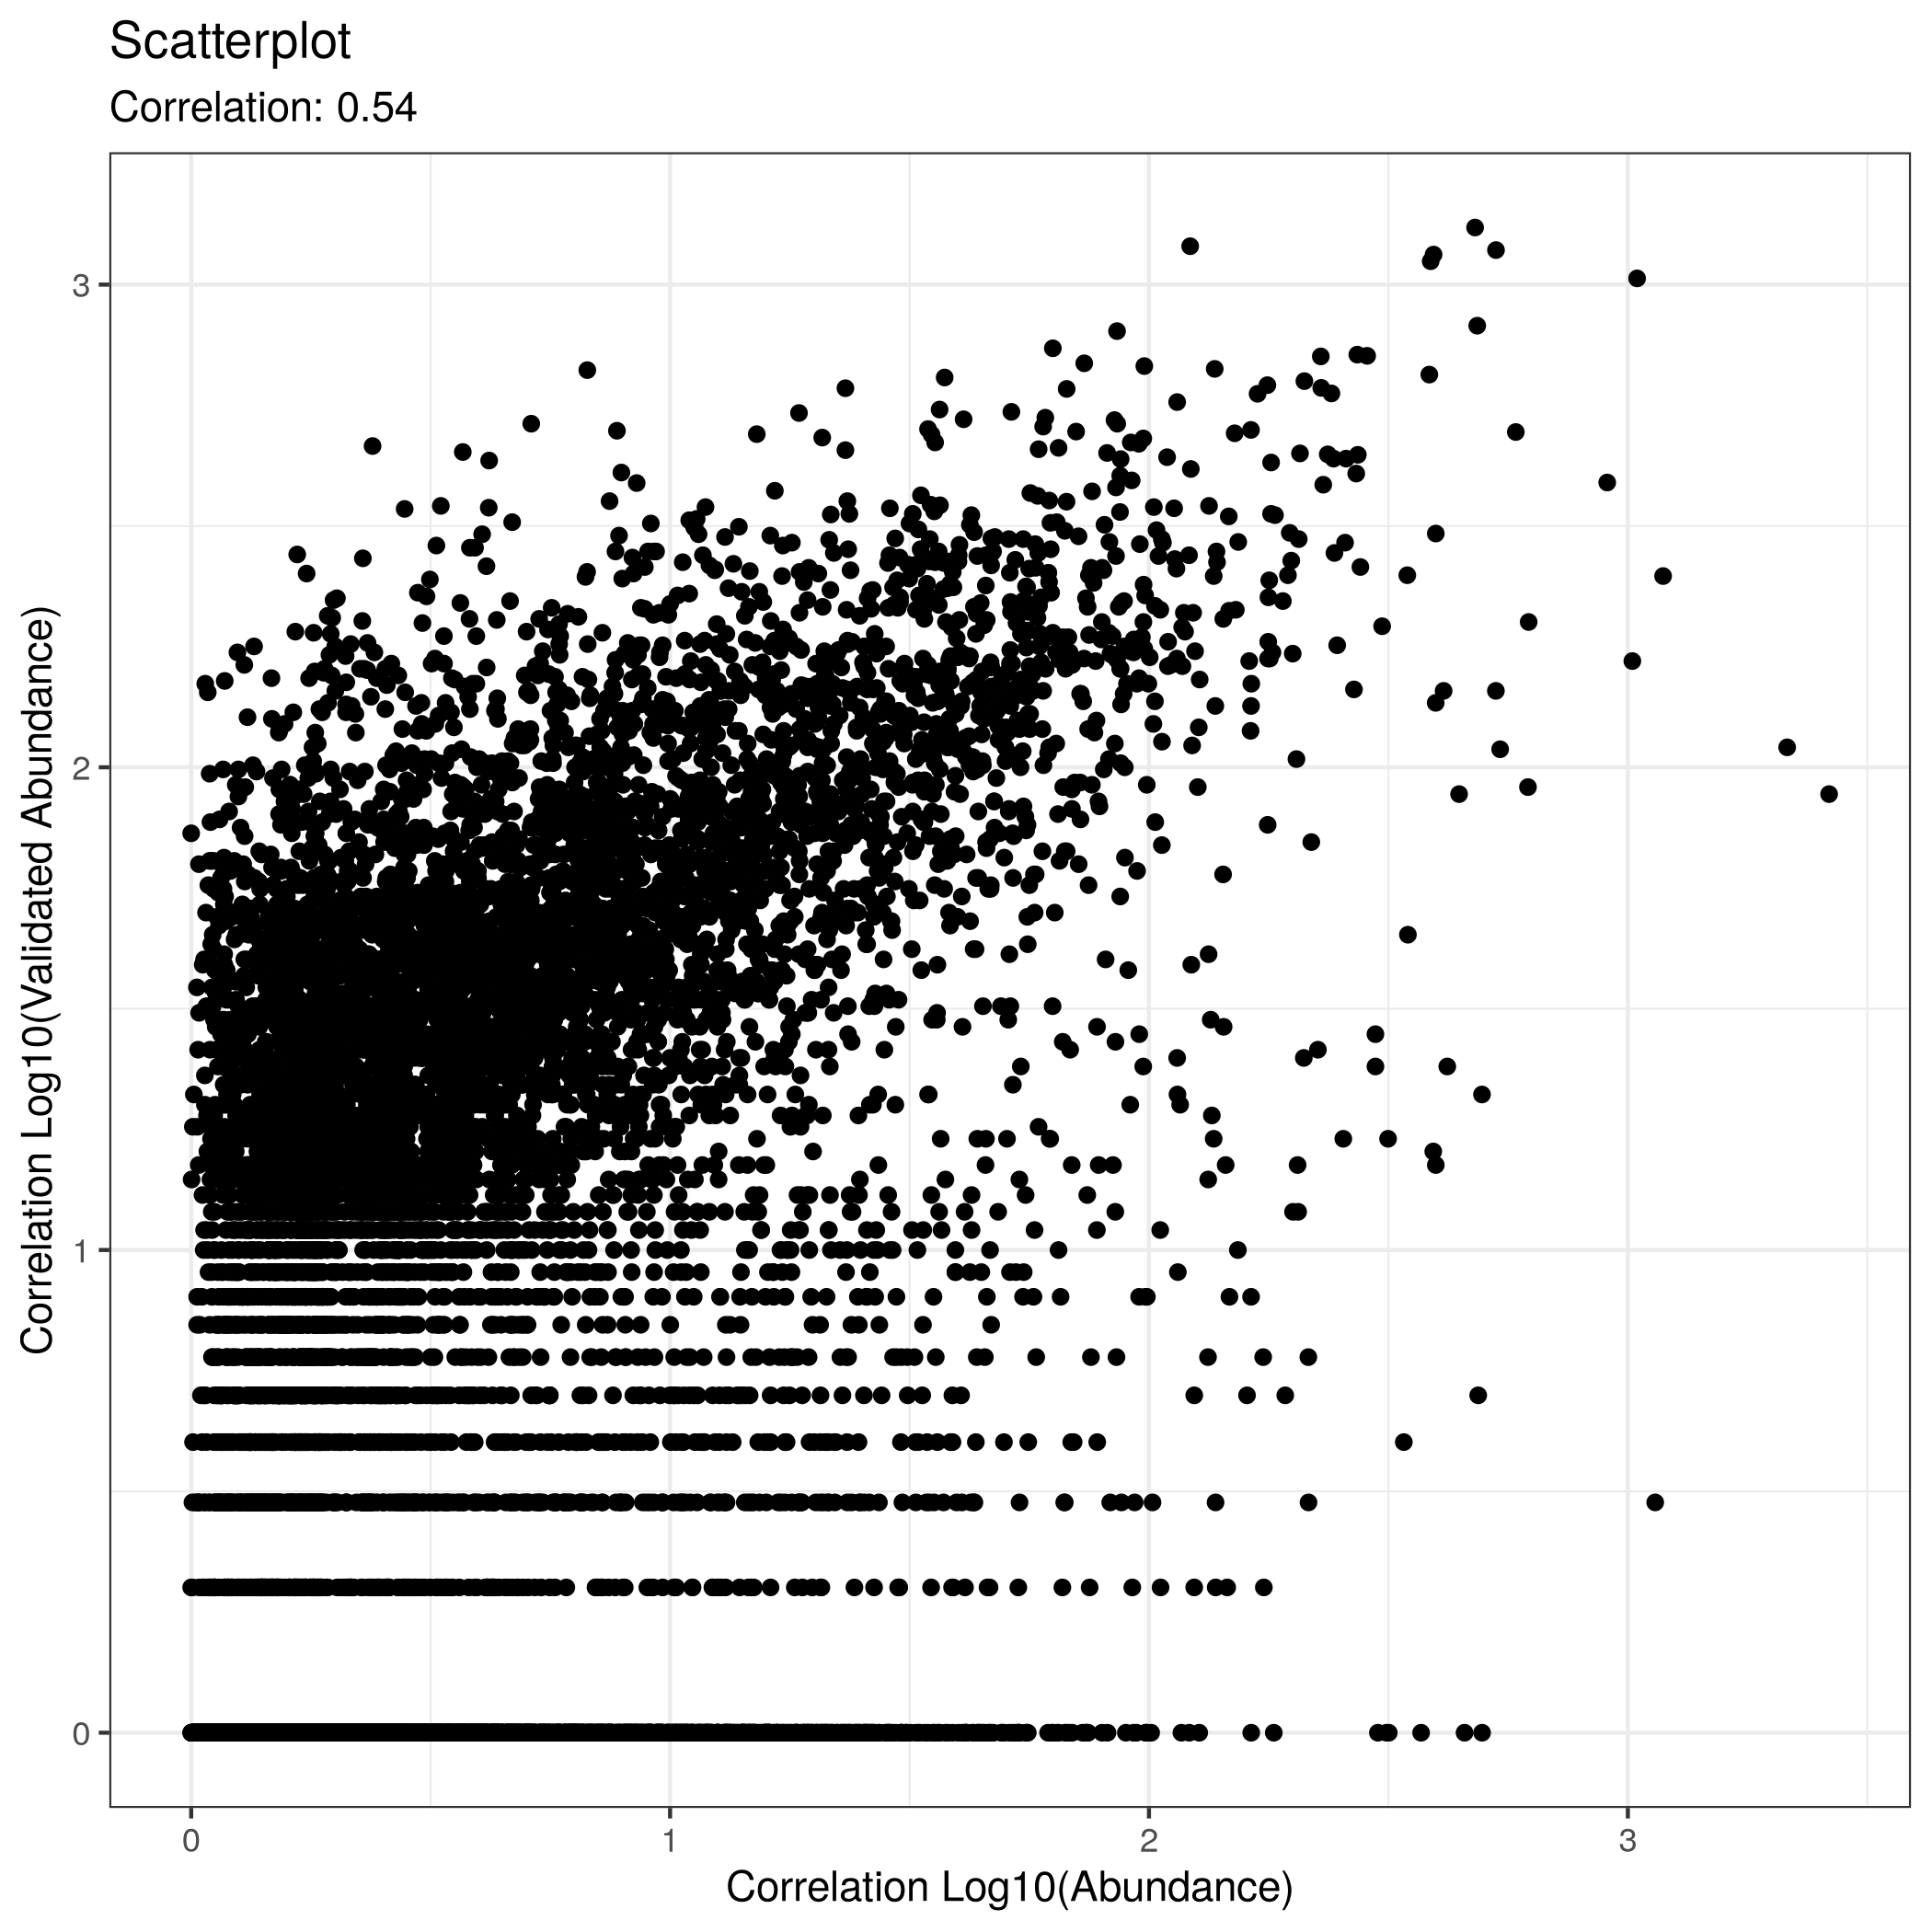 Scatterplot
Correlation: 0.54
Correlation Log10(Validated Abundance)
3
2
1
0
0 1 2 3
Correlation Log10(Abundance)